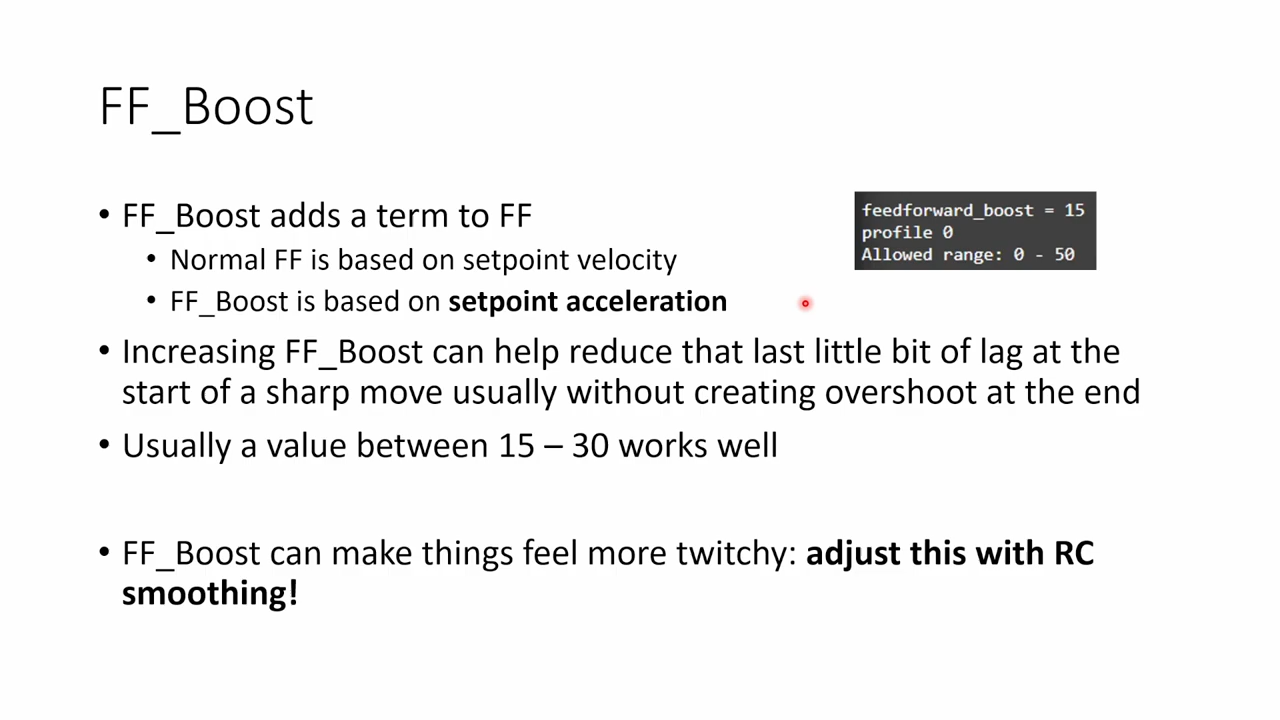 FF_Boost
• FF_Boost adds a term to FF
• Normal FF is based on setpoint velocity
• FF_Boost is based on setpoint acceleration
feedforward_boost = 15
profile 0
Allowed range: 0 - 50
• Increasing FF_Boost can help reduce that last little bit of lag at the
start of a sharp move usually without creating overshoot at the end
• Usually a value between 15 – 30 works well
• FF_Boost can make things feel more twitchy: adjust this with RC
smoothing!